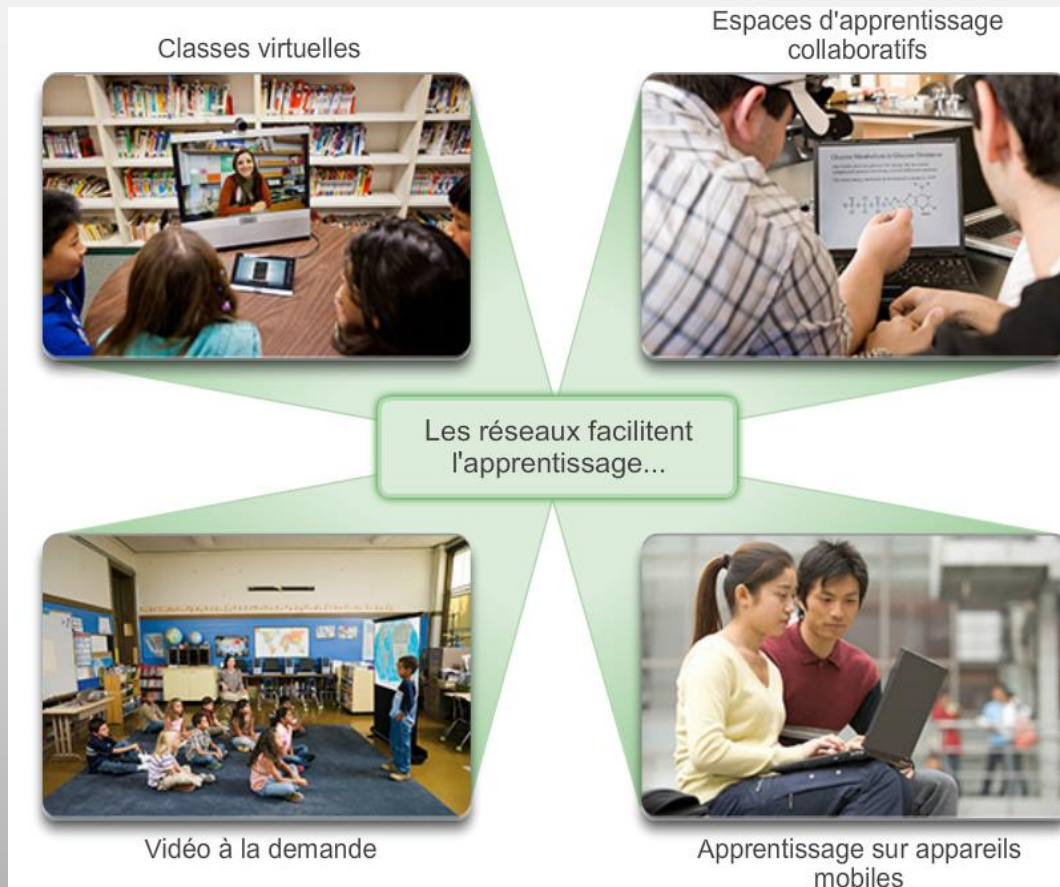 Classes virtuelles
Espaces d'apprentissage
collaboratifs
Les réseaux facilitent
l'apprentissage...
Vidéo à la demande
Apprentissage sur appareils
mobiles